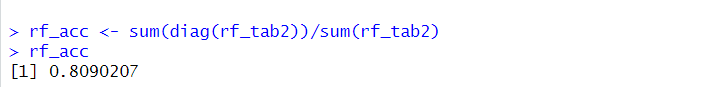 > rf_acc <- sum(diag(rf_tab2))/sum(rf_tab2)
> rf_acc
[1] 0.8090207